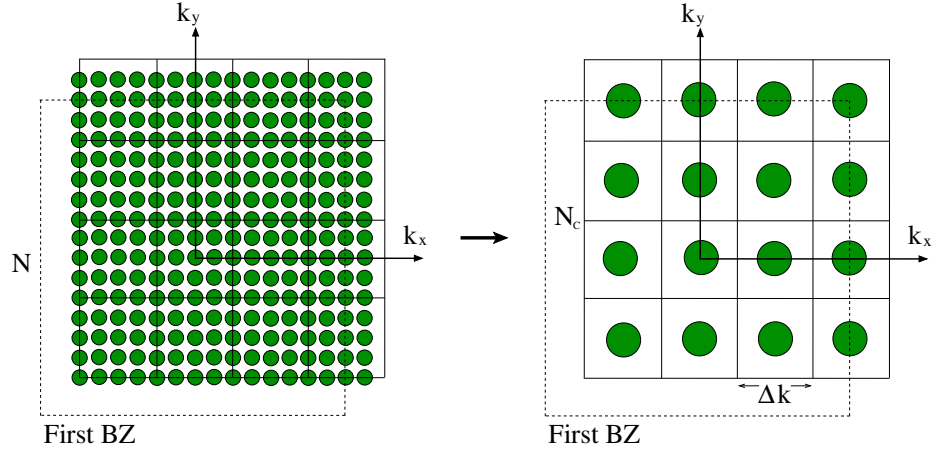 k_y
k_x
N
First BZ
k_y
N_c
k_x
Δk
First BZ